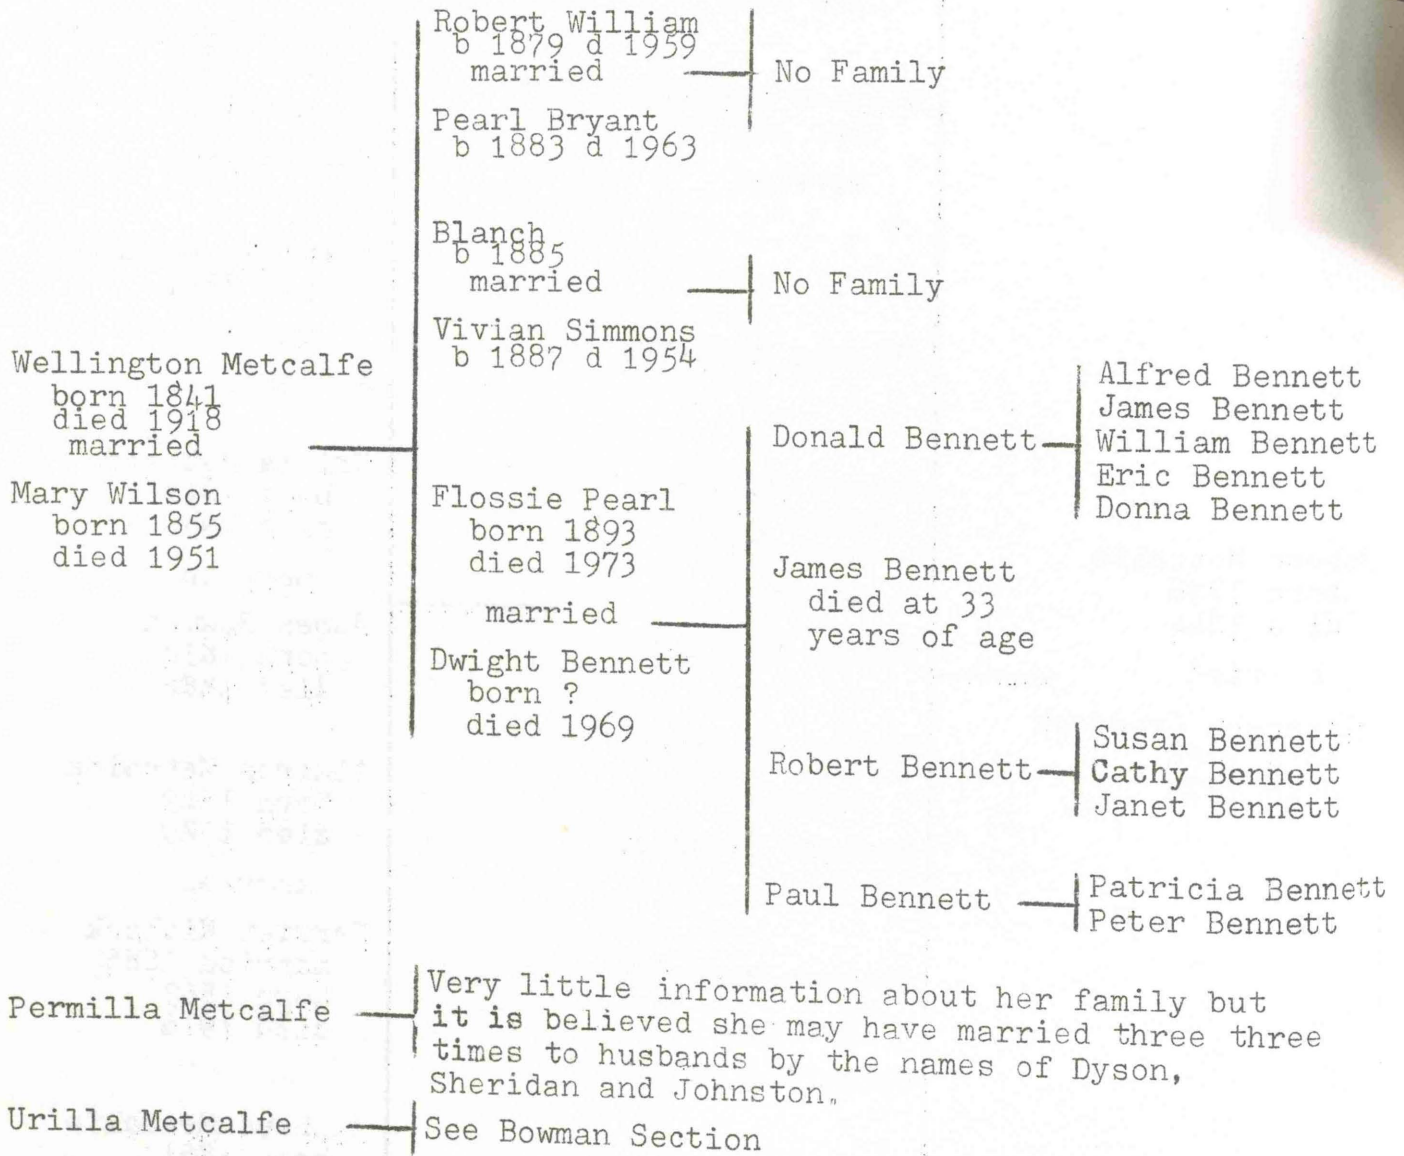 Robert William
b 1879 d 1959
married
No Family
Pearl Bryant
b 1883 d 1963
Blanch
b 1885
married
No Family
Vivian Simmons
b 1887 d 1954
Wellington Metcalfe
born 1841
died 1918
married
Mary Wilson
born 1855
died 1951
Flossie Pearl
born 1893
died 1973
married
Dwight Bennett
born ?
died 1969
Donald Bennett
Alfred Bennett
James Bennett
William Bennett
Eric Bennett
Donna Bennett
James Bennett
died at 33
years of age
Robert Bennett
Susan Bennett
Cathy Bennett
Janet Bennett
Paul Bennett
Patricia Bennett
Peter Bennett
Permilla Metcalfe
Very little information about her family but
it is believed she may have married three three
times to husbands by the names of Dyson,
Sheridan and Johnston.
Urilla Metcalfe
See Bowman Section